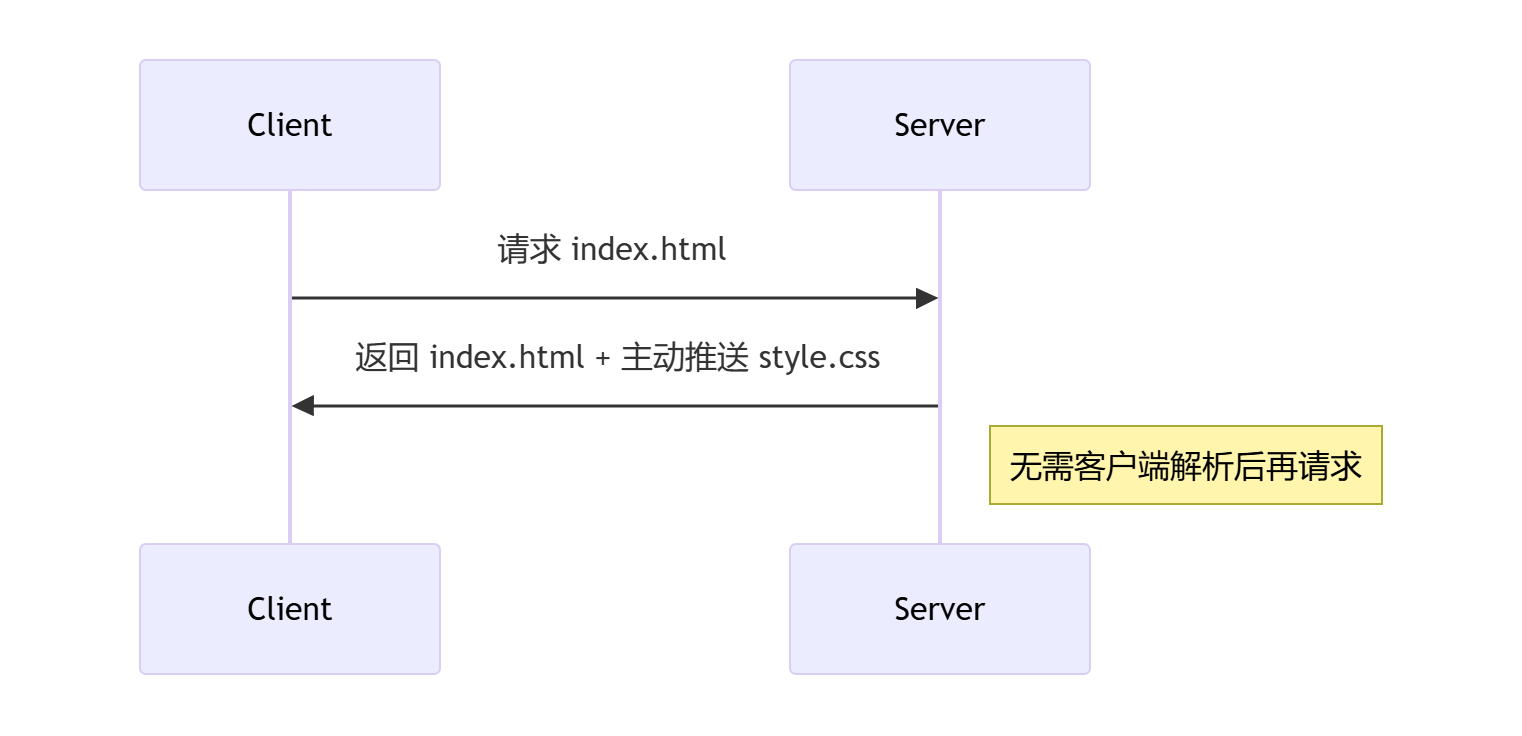 Client
Server
请求 index.html
返回 index.html + 主动推送 style.css
无需客户端解析后再请求
Client
Server